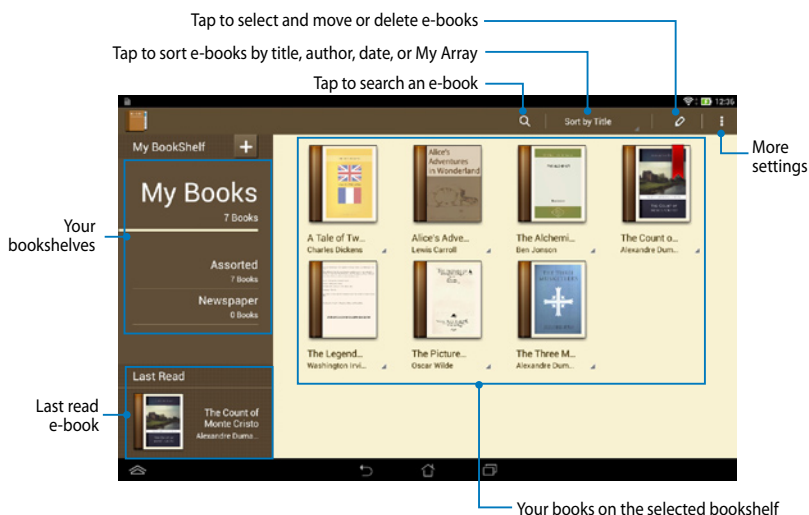 Tap to select and move or delete e-books
Tap to sort e-books by title, author, date, or My Array
Tap to search an e-book
12:36
Sort by Title
More
settings
My BookShelf
My Books
7 Books
Your
bookshelves
Assorted
7 Books
Newspaper
0 Books
Alice's
Adventures
in Wonderland
A Tale of Tw...
Charles Dickens
Alice's Adve...
Lewis Carroll
The Alchemi...
Ben Jonson
The Count o...
Alexandre Dum...
THE THREE
The Legend...
Washington Irvi...
The Picture...
Oscar Wilde
The Three M...
Alexandre Dum...
Last Read
Last read
e-book
The Count of
Monte Cristo
Alexandre Duma...
Your books on the selected bookshelf